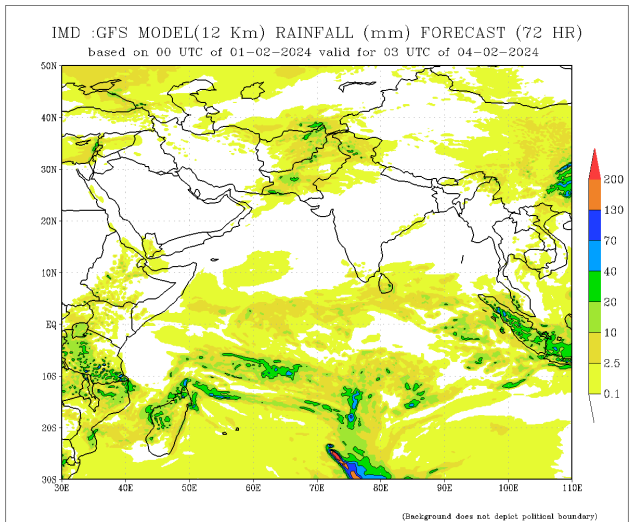 IMD :GFS MODEL(12 Km) RAINFALL (mm) FORECAST (72 HR)
based on 00 UTC of 01-02-2024 valid for 03 UTC of 04-02-2024
50N
40N
30N
20N
10N
EQ
10S
20S
30S
30E 40E 50E 60E 70E 80E 90E 100E 110E
200
130
70
40
20
10
2.5
0.1
(Background does not depict political boundary)